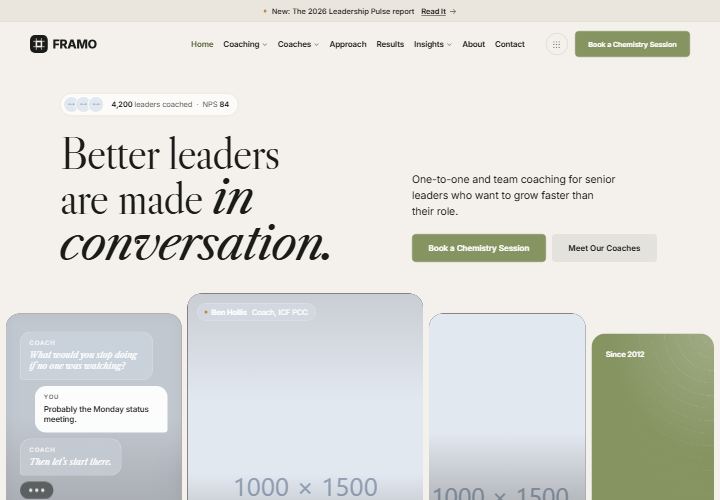 New: The 2026 Leadership Pulse report Read It →
FRAMO
Home Coaching Coaches Approach Results Insights About Contact
Book a Chemistry Session
4,200 leaders coached · NPS 84
Better leaders
are made in
conversation.
One-to-one and team coaching for senior
leaders who want to grow faster than
their role.
Book a Chemistry Session
Meet Our Coaches
COACH
What would you stop doing
if no one was watching?
YOU
Probably the Monday status
meeting.
COACH
Then let's start there.
Ben Hollis Coach, ICF PCC
1000 × 1500
1000 × 1500
Since 2012